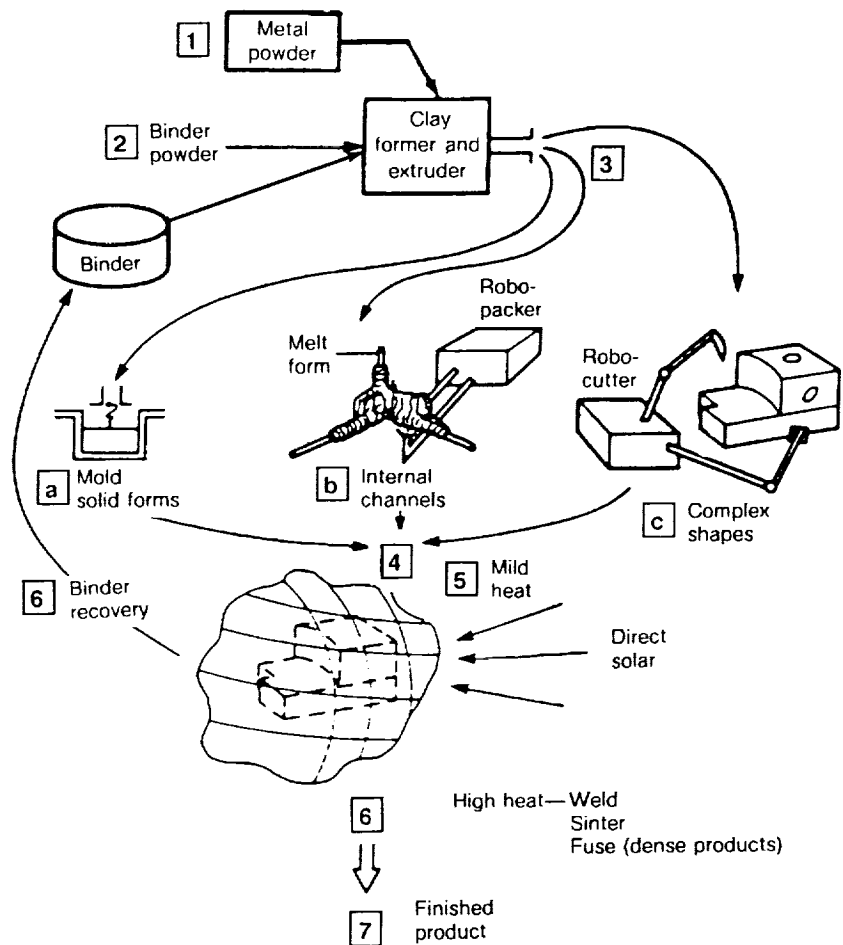 1
Metal
powder
2
Binder
powder
Clay
former and
extruder
3
Binder
Robo-
packer
Melt
form
Robo-
cutter
a
Mold
solid forms
b
Internal
channels
c
Complex
shapes
4
5
Mild
heat
6
Binder
recovery
Direct
solar
High heat—Weld
Sinter
Fuse (dense products)
6
7
Finished
product